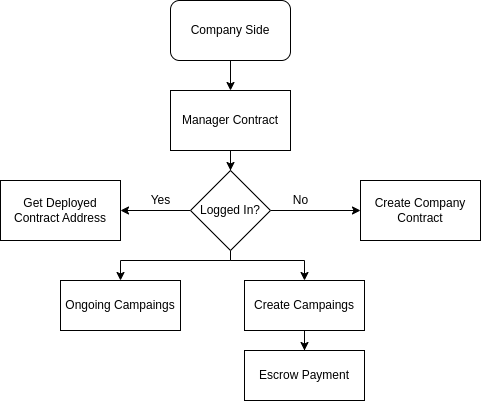 Company Side
Manager Contract
Yes
No
Get Deployed
Contract Address
Logged In?
Create Company
Contract
Ongoing Campaings
Create Campaings
Escrow Payment